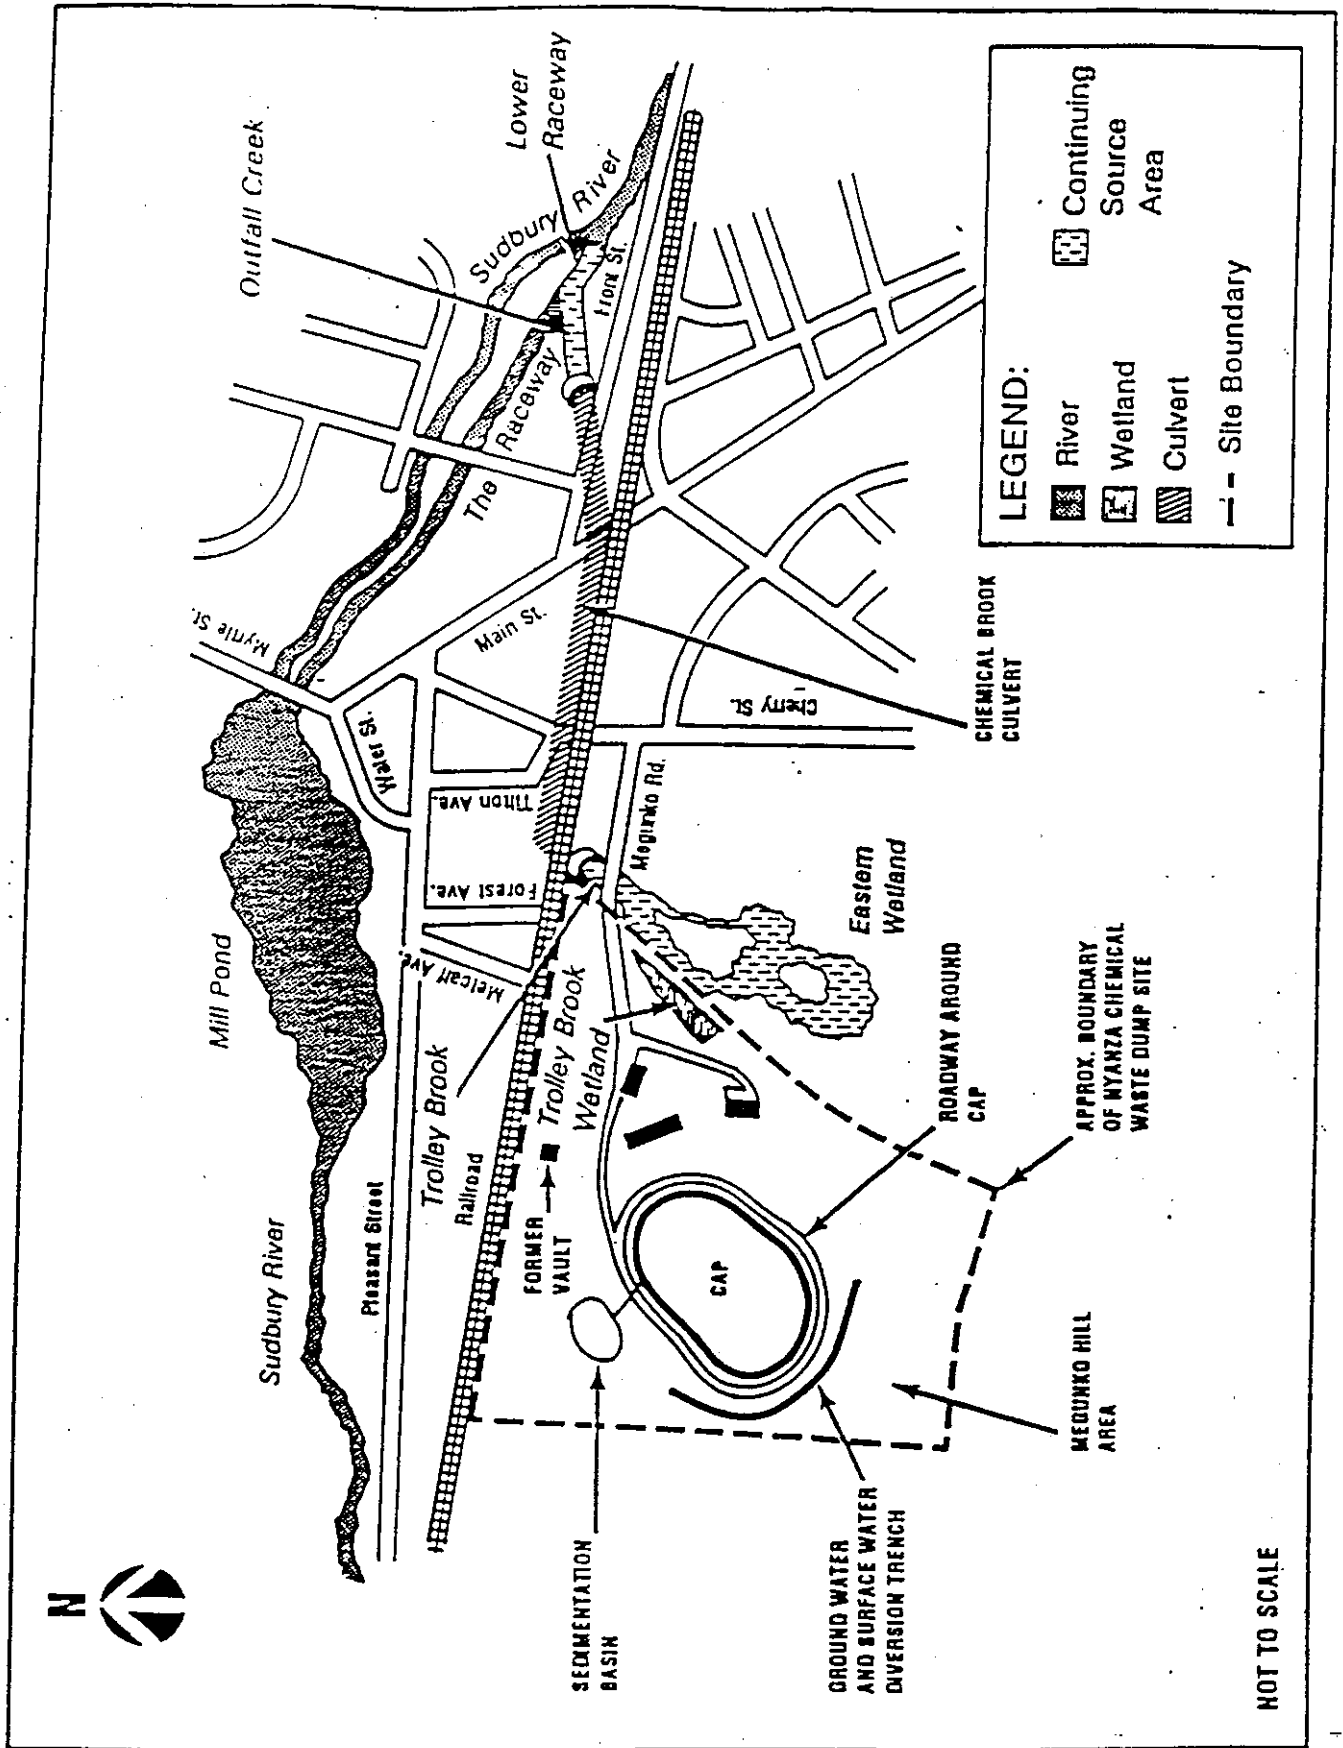 N
Sudbury River
Mill Pond
Outfall Creek
Lower
Raceway
Sudbury River
Myrtle St.
Water St.
The Raceway
Front St.
Pleasant Street
Metcalf Ave.
Forest Ave.
Tilton Ave.
Main St.
Trolley Brook
Railroad
FORMER
VAULT
Trolley Brook
Wetland
Megunko Rd.
Cherry St.
Eastern
Wetland
CHEMICAL BROOK
CULVERT
SEDIMENTATION
BASIN
CAP
ROADWAY AROUND
CAP
GROUND WATER
AND SURFACE WATER
DIVERSION TRENCH
MEGUNKO HILL
AREA
APPROX. BOUNDARY
OF NYANZA CHEMICAL
WASTE DUMP SITE
LEGEND:
River
Wetland
Culvert
Site Boundary
Continuing
Source
Area
NOT TO SCALE